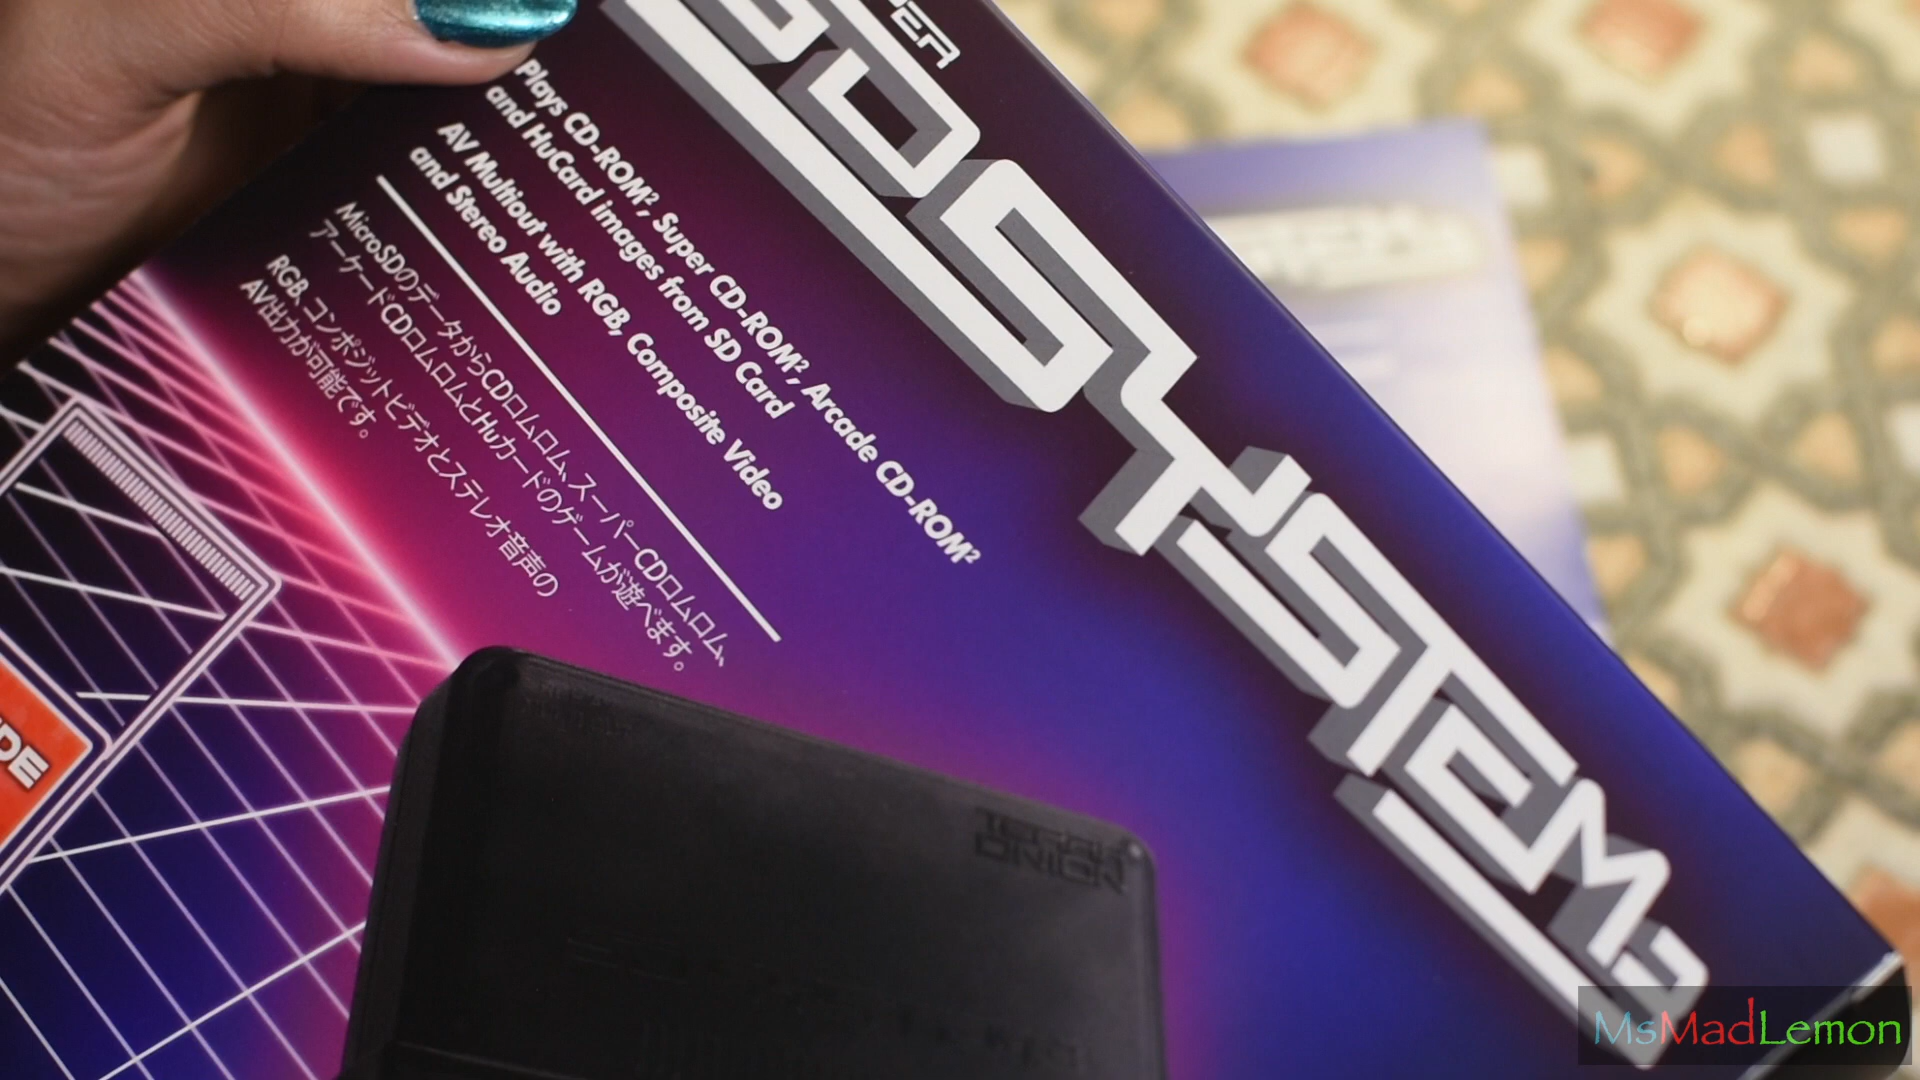 SYSTEM3
Plays CD-ROM², Super CD-ROM², Arcade CD-ROM²
and HuCard images from SD Card
AV Multiout with RGB, Composite Video
and Stereo Audio
MicroSDのデータからCDロムロム、スーパーCDロムロム、
アーケードCDロムロムとHuカードのゲームが遊べます。
RGB、コンポジットビデオとステレオ音声の
AV出力が可能です。
TERRA
ONION
MsMadLemon